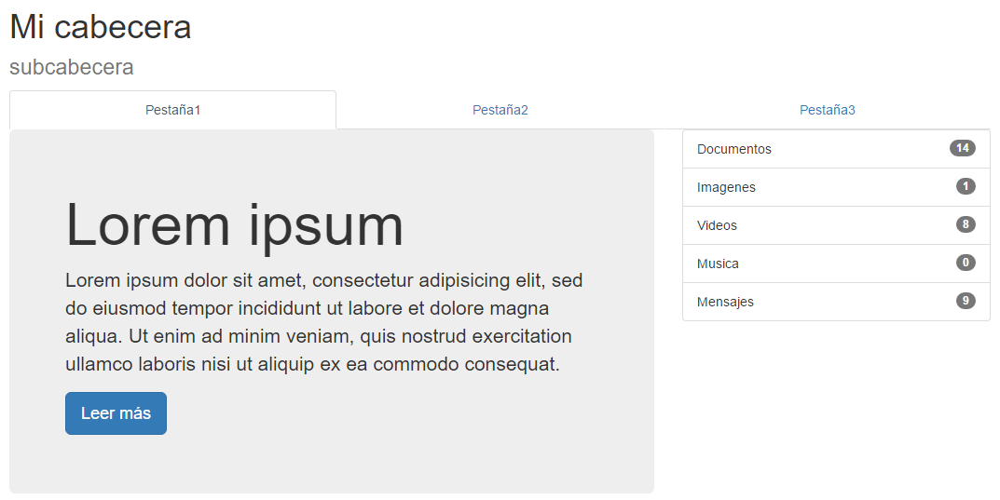 Mi cabecera
subcabecera
Pestaña1 Pestaña2 Pestaña3
Lorem ipsum
Lorem ipsum dolor sit amet, consectetur adipisicing elit, sed
do eiusmod tempor incididunt ut labore et dolore magna
aliqua. Ut enim ad minim veniam, quis nostrud exercitation
ullamco laboris nisi ut aliquip ex ea commodo consequat.
Leer más
Documentos 14
Imagenes 1
Videos 8
Musica 0
Mensajes 9